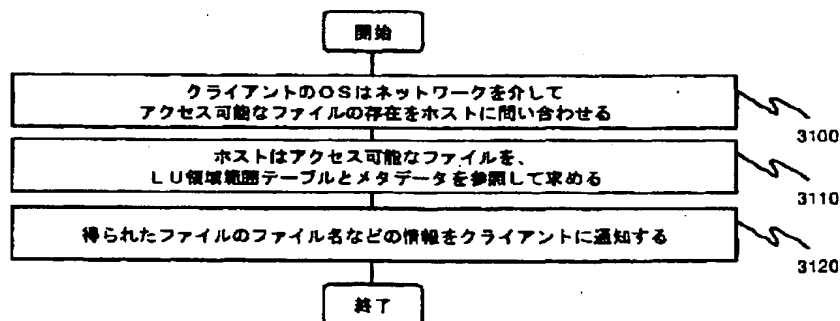 開始
クライアントのOSはネットワークを介して
アクセス可能なファイルの存在をホストに問い合わせる
3100
ホストはアクセス可能なファイルを、
LU領域範囲テーブルとメタデータを参照して求める
3110
得られたファイルのファイル名などの情報をクライアントに通知する
3120
終了